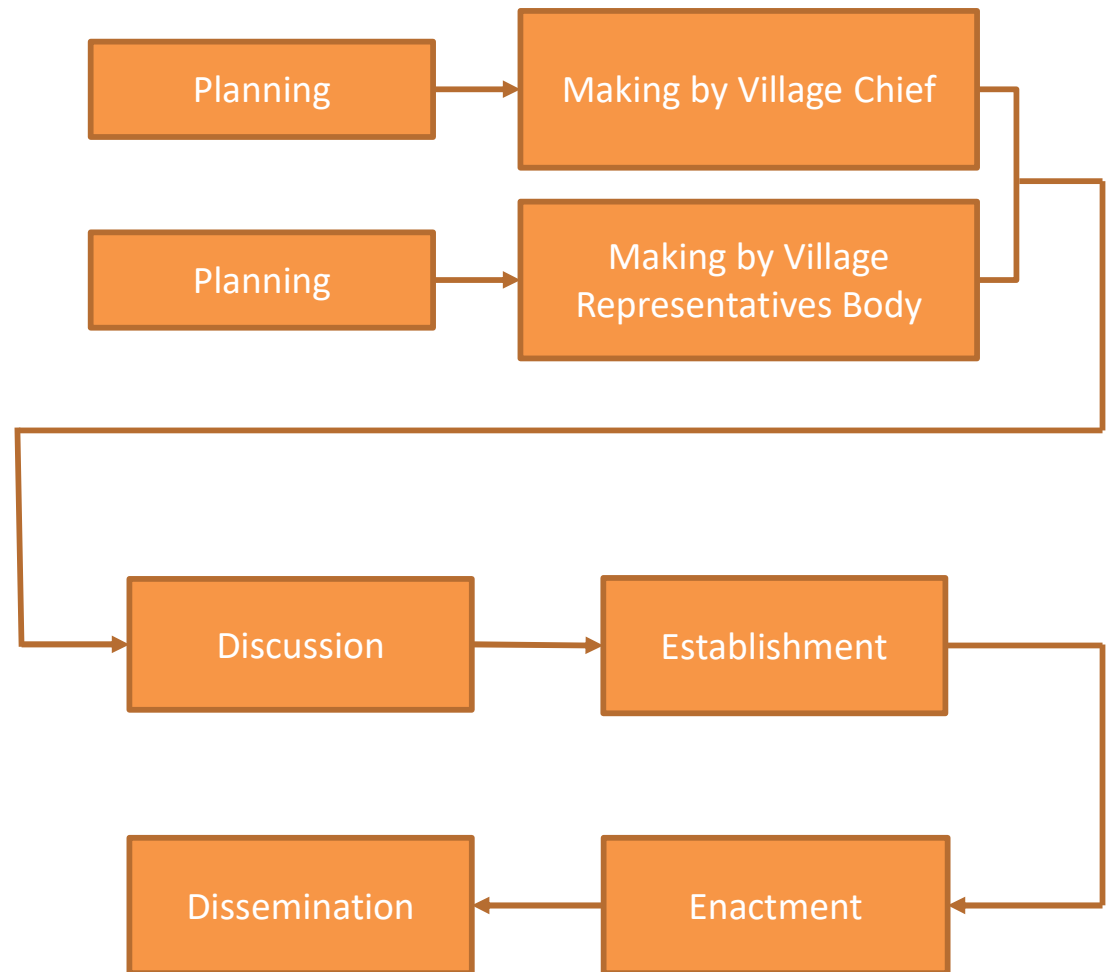 Planning
Making by Village Chief
Planning
Making by Village
Representatives Body
Discussion
Establishment
Dissemination
Enactment